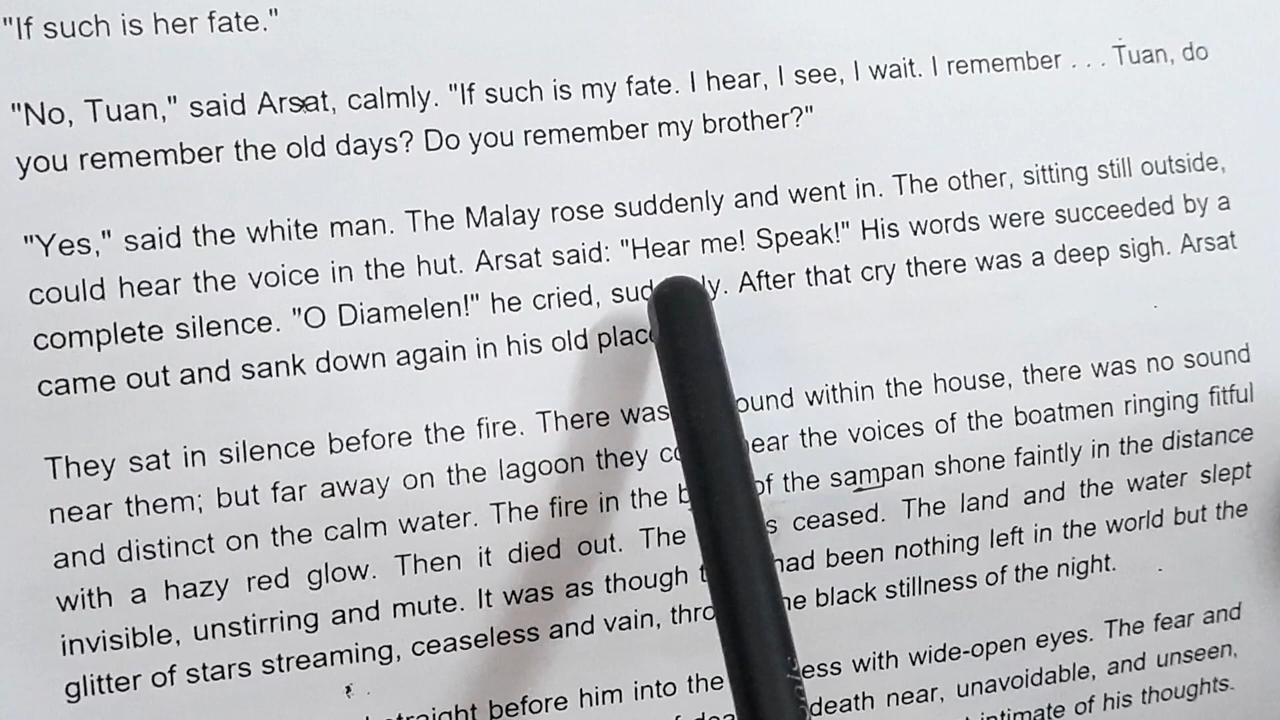 "If such is her fate."
"No, Tuan," said Arsat, calmly. "If such is my fate. I hear, I see, I wait. I remember . . . Tuan, do
you remember the old days? Do you remember my brother?"
"Yes," said the white man. The Malay rose suddenly and went in. The other, sitting still outside,
could hear the voice in the hut. Arsat said: "Hear me! Speak!" His words were succeeded by a
complete silence. "O Diamelen!" he cried, . After that cry there was a deep sigh. Arsat
came out and sank down again in his old
They sat in silence before the fire. There was within the house, there was no sound
near them; but far away on the lagoon they the voices of the boatmen ringing fitful
and distinct on the calm water. The fire in the of the sampan shone faintly in the distance
with a hazy red glow. Then it died out. The ceased. The land and the water slept
invisible, unstirring and mute. It was as though had been nothing left in the world but the
glitter of stars streaming, ceaseless and vain, black stillness of the night.
straight before him into the with wide-open eyes. The fear and
death near, unavoidable, and unseen,
intimate of his thoughts.